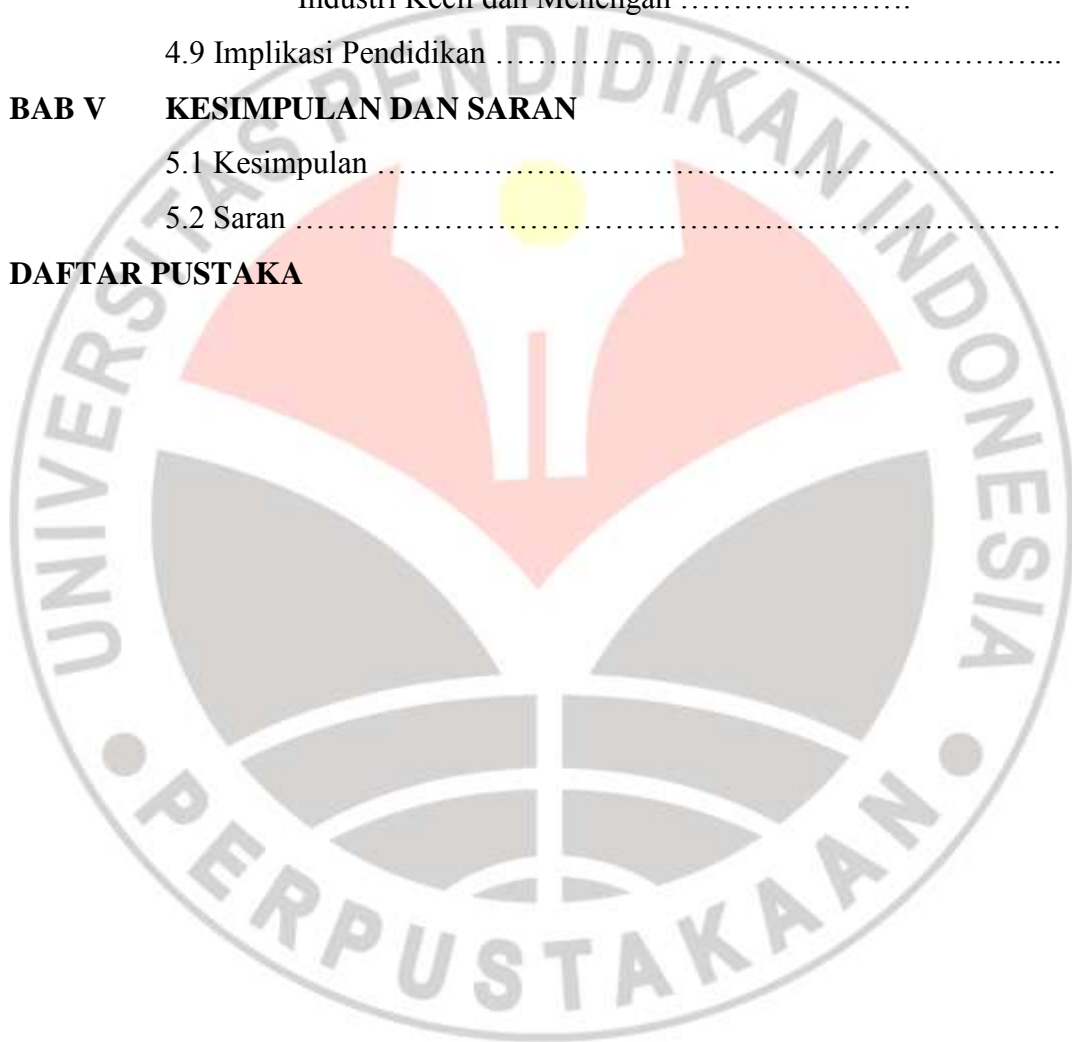 Industri Kecil dan Menengah ………………….
4.9 Implikasi Pendidikan ………………………………………………...
BAB V KESIMPULAN DAN SARAN
5.1 Kesimpulan …………………………………………………………….
5.2 Saran ……………………………………………………………………
DAFTAR PUSTAKA
UNIVERSITAS PENDIDIKAN INDONESIA
PERPUSTAKAAN